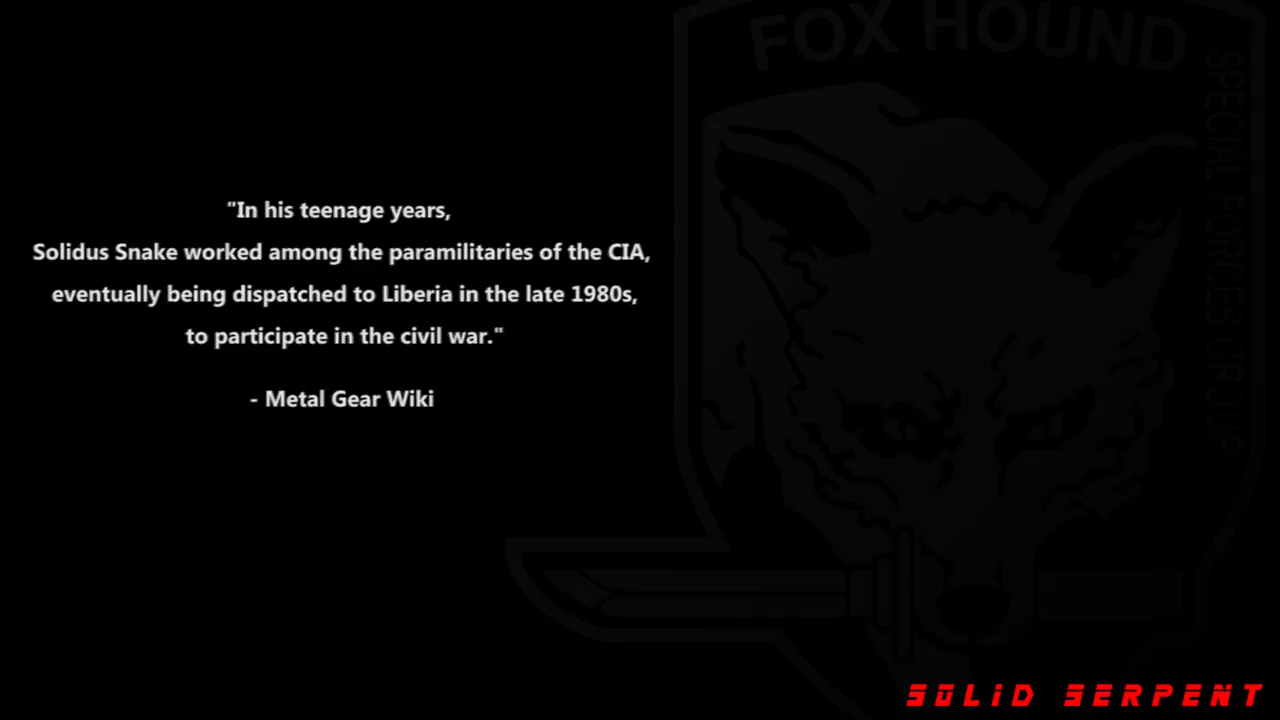 FOX HOUND
SPECIAL FORCES GROUP
"In his teenage years,
Solidus Snake worked among the paramilitaries of the CIA,
eventually being dispatched to Liberia in the late 1980s,
to participate in the civil war."
- Metal Gear Wiki
SOLID SERPENT